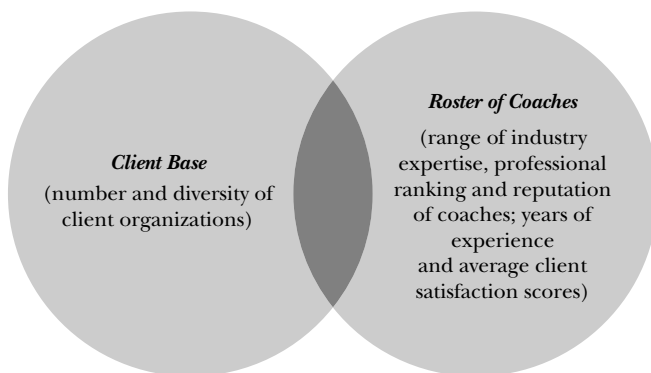 Client Base
(number and diversity of
client organizations)
Roster of Coaches
(range of industry
expertise, professional
ranking and reputation
of coaches; years of
experience
and average client
satisfaction scores)